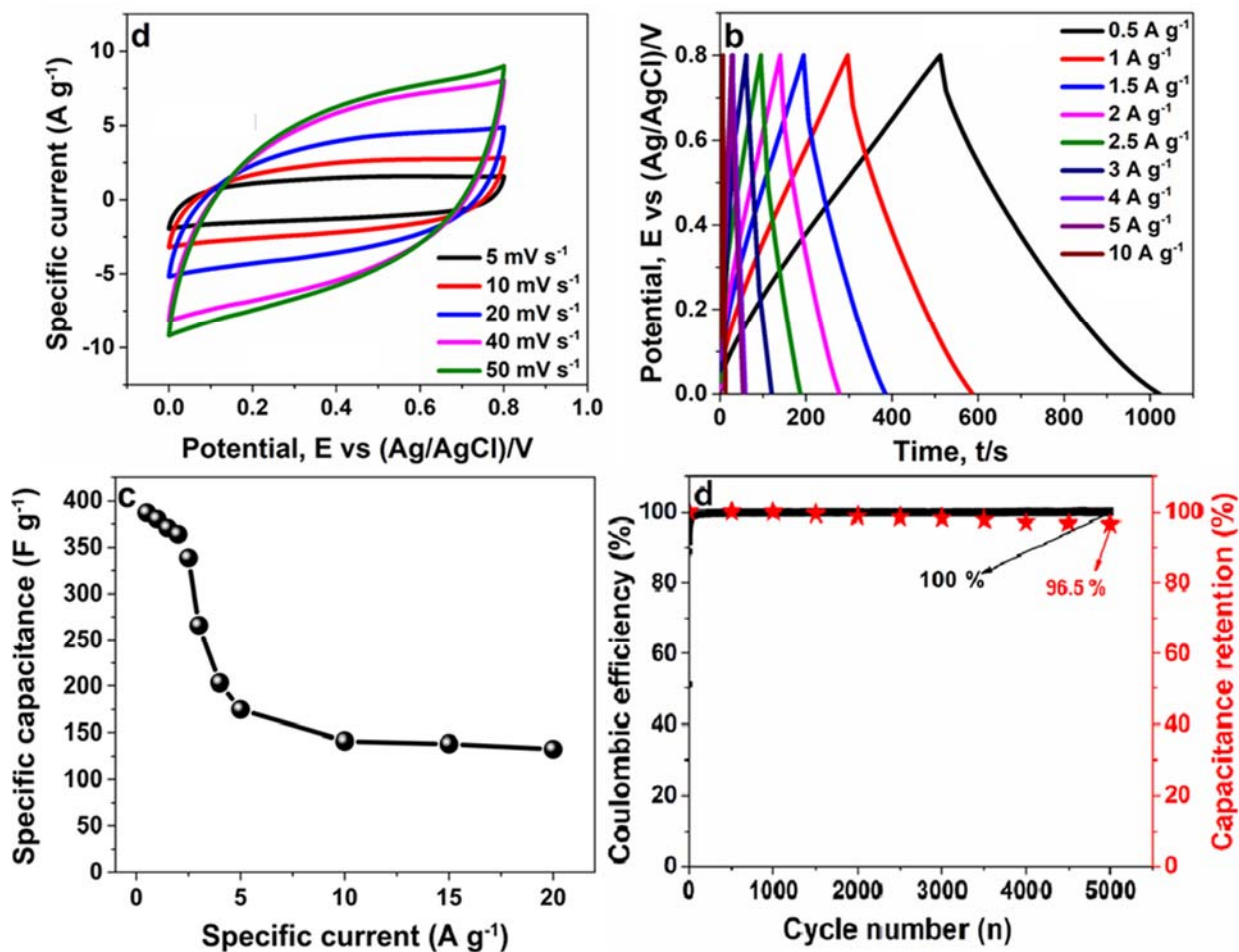 d
10
5
0
-5
-10
Specific current (A g⁻¹)
5 mV s⁻¹
10 mV s⁻¹
20 mV s⁻¹
40 mV s⁻¹
50 mV s⁻¹
0.0 0.2 0.4 0.6 0.8 1.0
Potential, E vs (Ag/AgCl)/V
b
0.8
0.6
0.4
0.2
0.0
Potential, E vs (Ag/AgCl)/V
0.5 A g⁻¹
1 A g⁻¹
1.5 A g⁻¹
2 A g⁻¹
2.5 A g⁻¹
3 A g⁻¹
4 A g⁻¹
5 A g⁻¹
10 A g⁻¹
0 200 400 600 800 1000
Time, t/s
c
400
350
300
250
200
150
100
50
0
Specific capacitance (F g⁻¹)
0 5 10 15 20
Specific current (A g⁻¹)
d
100
80
60
40
20
0
Coulombic efficiency (%)
100 %
96.5 %
100
80
60
40
20
0
Capacitance retention (%)
0 1000 2000 3000 4000 5000
Cycle number (n)